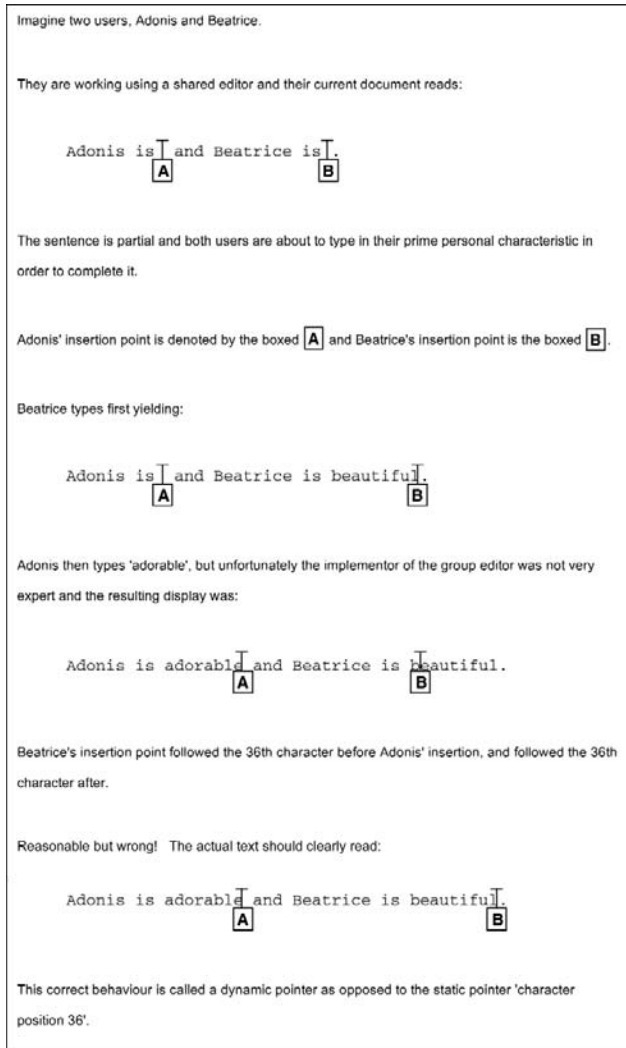 Imagine two users, Adonis and Beatrice.
They are working using a shared editor and their current document reads:
Adonis is and Beatrice is .
A B
The sentence is partial and both users are about to type in their prime personal characteristic in
order to complete it.
Adonis' insertion point is denoted by the boxed A and Beatrice's insertion point is the boxed B.
Beatrice types first yielding:
Adonis is and Beatrice is beautiful.
A B
Adonis then types 'adorable', but unfortunately the implementor of the group editor was not very
expert and the resulting display was:
Adonis is adorable and Beatrice is beautiful.
A B
Beatrice's insertion point followed the 36th character before Adonis' insertion, and followed the 36th
character after.
Reasonable but wrong! The actual text should clearly read:
Adonis is adorable and Beatrice is beautiful.
A B
This correct behaviour is called a dynamic pointer as opposed to the static pointer 'character
position 36'.